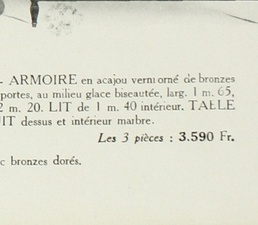 - ARMOIRE en acajou verni orné de bronzes
portes, au milieu glace biseautée, larg. 1 m. 65,
2 m. 20. LIT de 1 m. 40 intérieur. TABLE
IT dessus et intérieur marbre.
Les 3 pièces : 3.590 Fr.
c bronzes dorés.